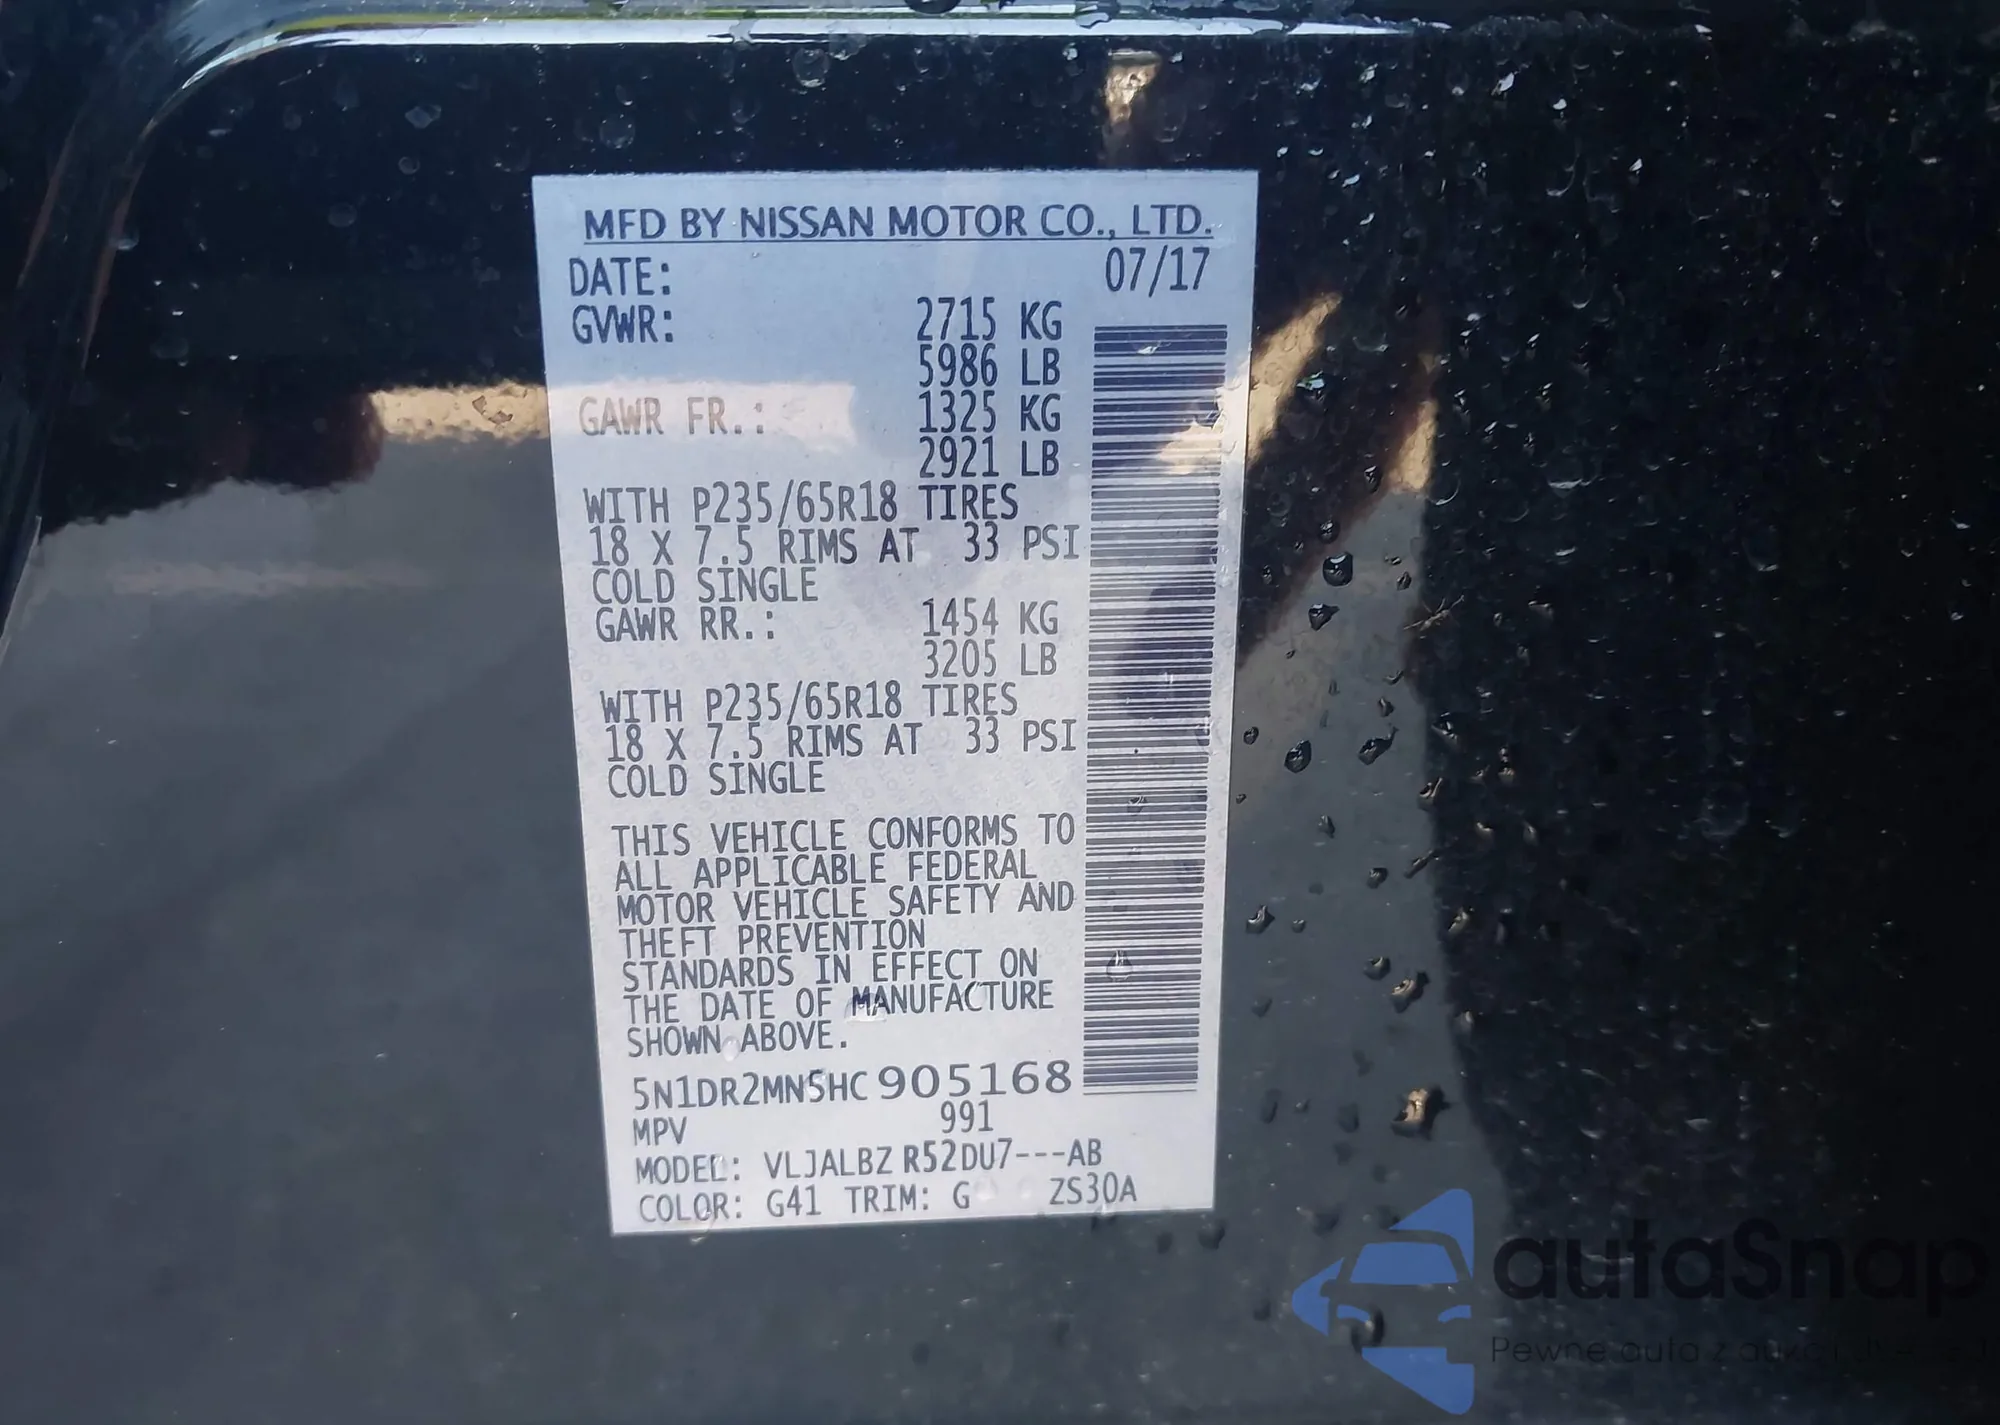 MFD BY NISSAN MOTOR CO., LTD.
DATE: 07/17
GVWR: 2715 KG
5986 LB
GAWR FR.: 1325 KG
2921 LB
WITH P235/65R18 TIRES
18 X 7.5 RIMS AT 33 PSI
COLD SINGLE
GAWR RR.: 1454 KG
3205 LB
WITH P235/65R18 TIRES
18 X 7.5 RIMS AT 33 PSI
COLD SINGLE
THIS VEHICLE CONFORMS TO
ALL APPLICABLE FEDERAL
MOTOR VEHICLE SAFETY AND
THEFT PREVENTION
STANDARDS IN EFFECT ON
THE DATE OF MANUFACTURE
SHOWN ABOVE.
5N1DR2MN5HC905168
MPV 991
MODEL: VLJALBZ R52DU7---AB
COLOR: G41 TRIM: G ZS30A
autaSnap
Pewne auta z